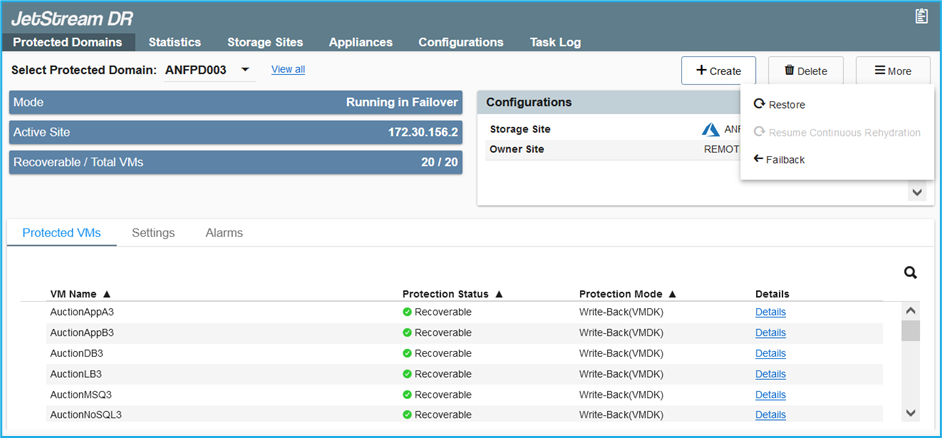 JetStream DR
Protected Domains Statistics Storage Sites Appliances Configurations Task Log
Select Protected Domain: ANFPD003 View all + Create Delete More
Mode Running in Failover
Active Site 172.30.156.2
Recoverable / Total VMs 20 / 20
Configurations
Storage Site
Owner Site REMOT
Restore
Resume Continuous Rehydration
Failback
Protected VMs Settings Alarms
VM Name ▲ Protection Status ▲ Protection Mode ▲ Details
AuctionAppA3 Recoverable Write-Back(VMDK) Details
AuctionAppB3 Recoverable Write-Back(VMDK) Details
AuctionDB3 Recoverable Write-Back(VMDK) Details
AuctionLB3 Recoverable Write-Back(VMDK) Details
AuctionMSQ3 Recoverable Write-Back(VMDK) Details
AuctionNoSQL3 Recoverable Write-Back(VMDK) Details